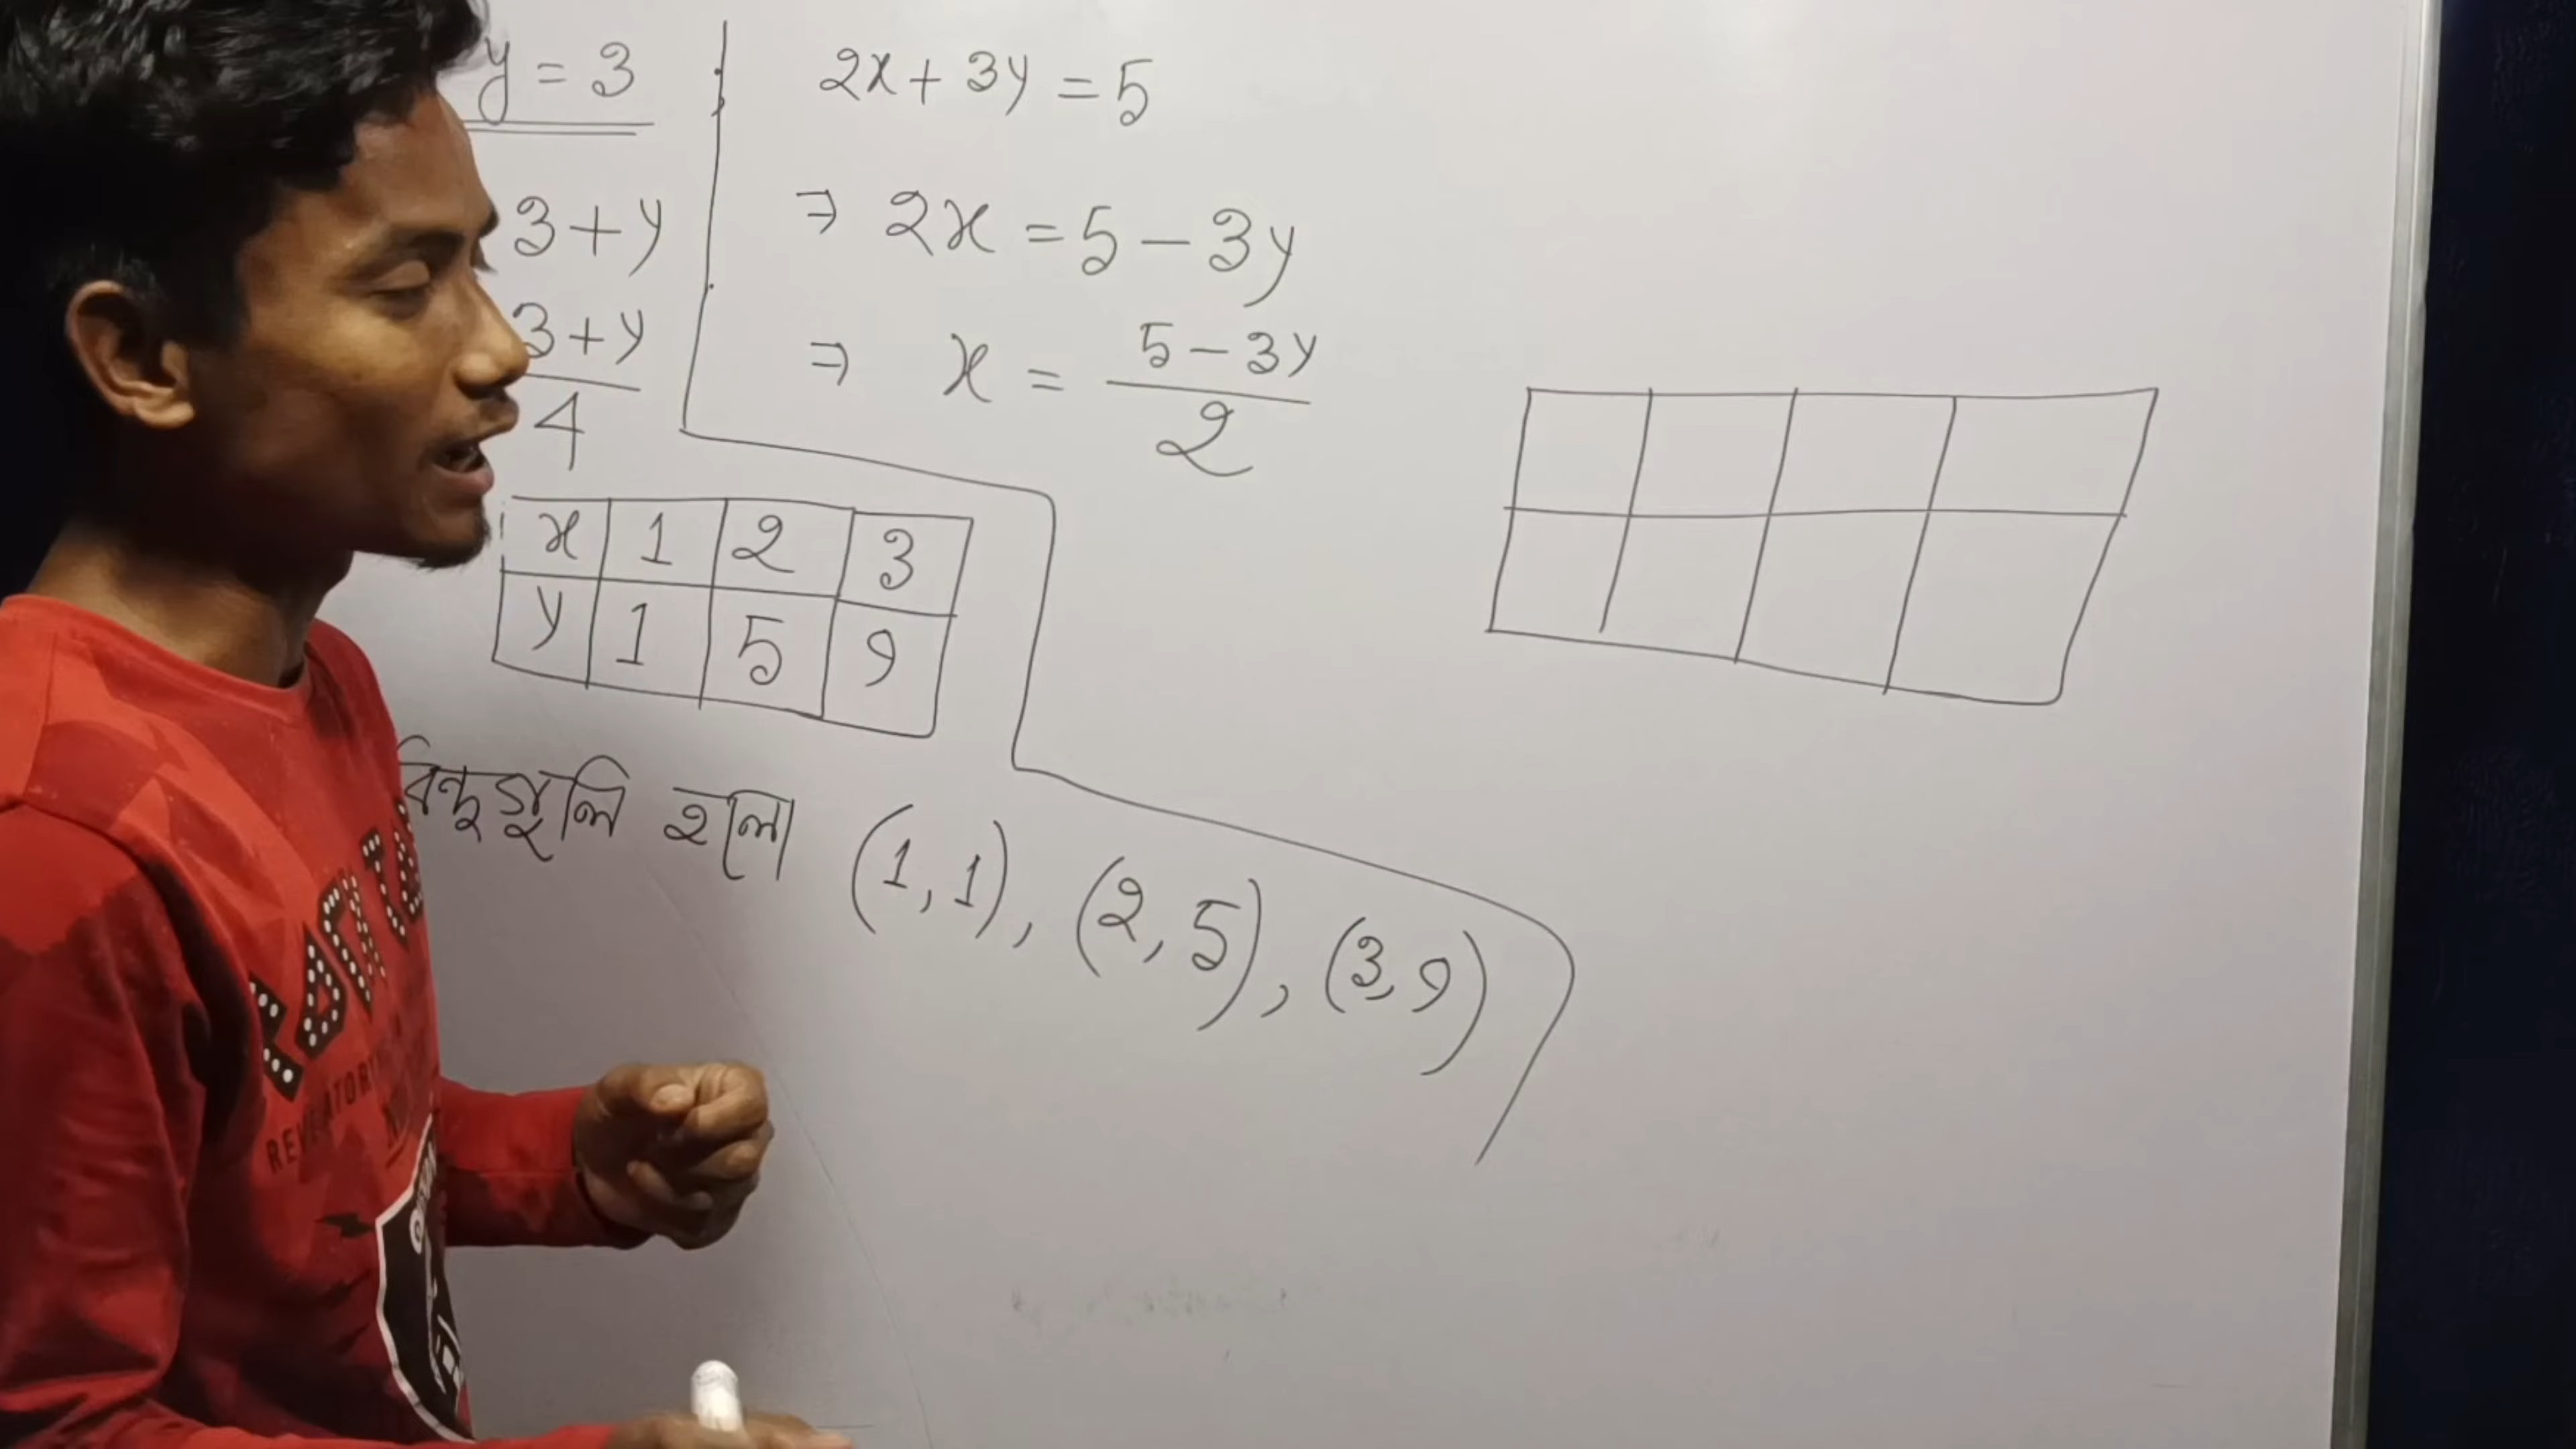 y = 3
3 + y
3 + y
4
x 1 2 3
y 1 5 9
বিন্দুগুলি হলো (1, 1), (2, 5), (3, 9)
2x + 3y = 5
⇒ 2x = 5 - 3y
⇒ x = 5 - 3y
2